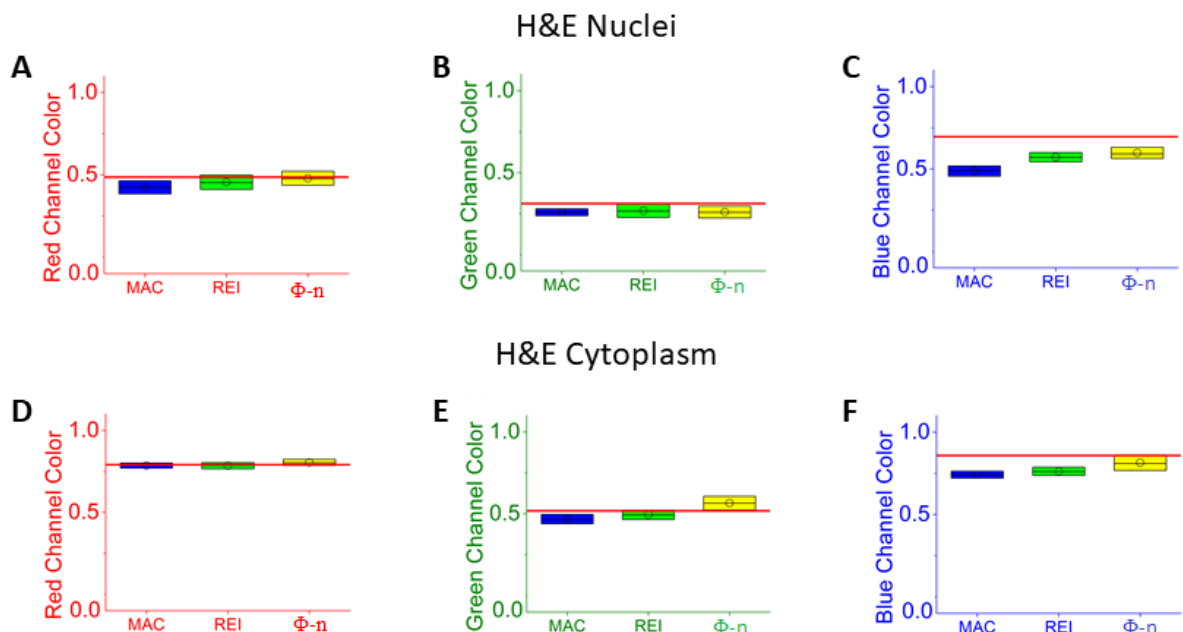 H&E Nuclei
A
Red Channel Color
1.0
0.5
0.0
MAC REI Φ-n
B
Green Channel Color
1.0
0.5
0.0
MAC REI Φ-n
C
Blue Channel Color
1.0
0.5
0.0
MAC REI Φ-n
H&E Cytoplasm
D
Red Channel Color
1.0
0.5
0.0
MAC REI Φ-n
E
Green Channel Color
1.0
0.5
0.0
MAC REI Φ-n
F
Blue Channel Color
1.0
0.5
0.0
MAC REI Φ-n